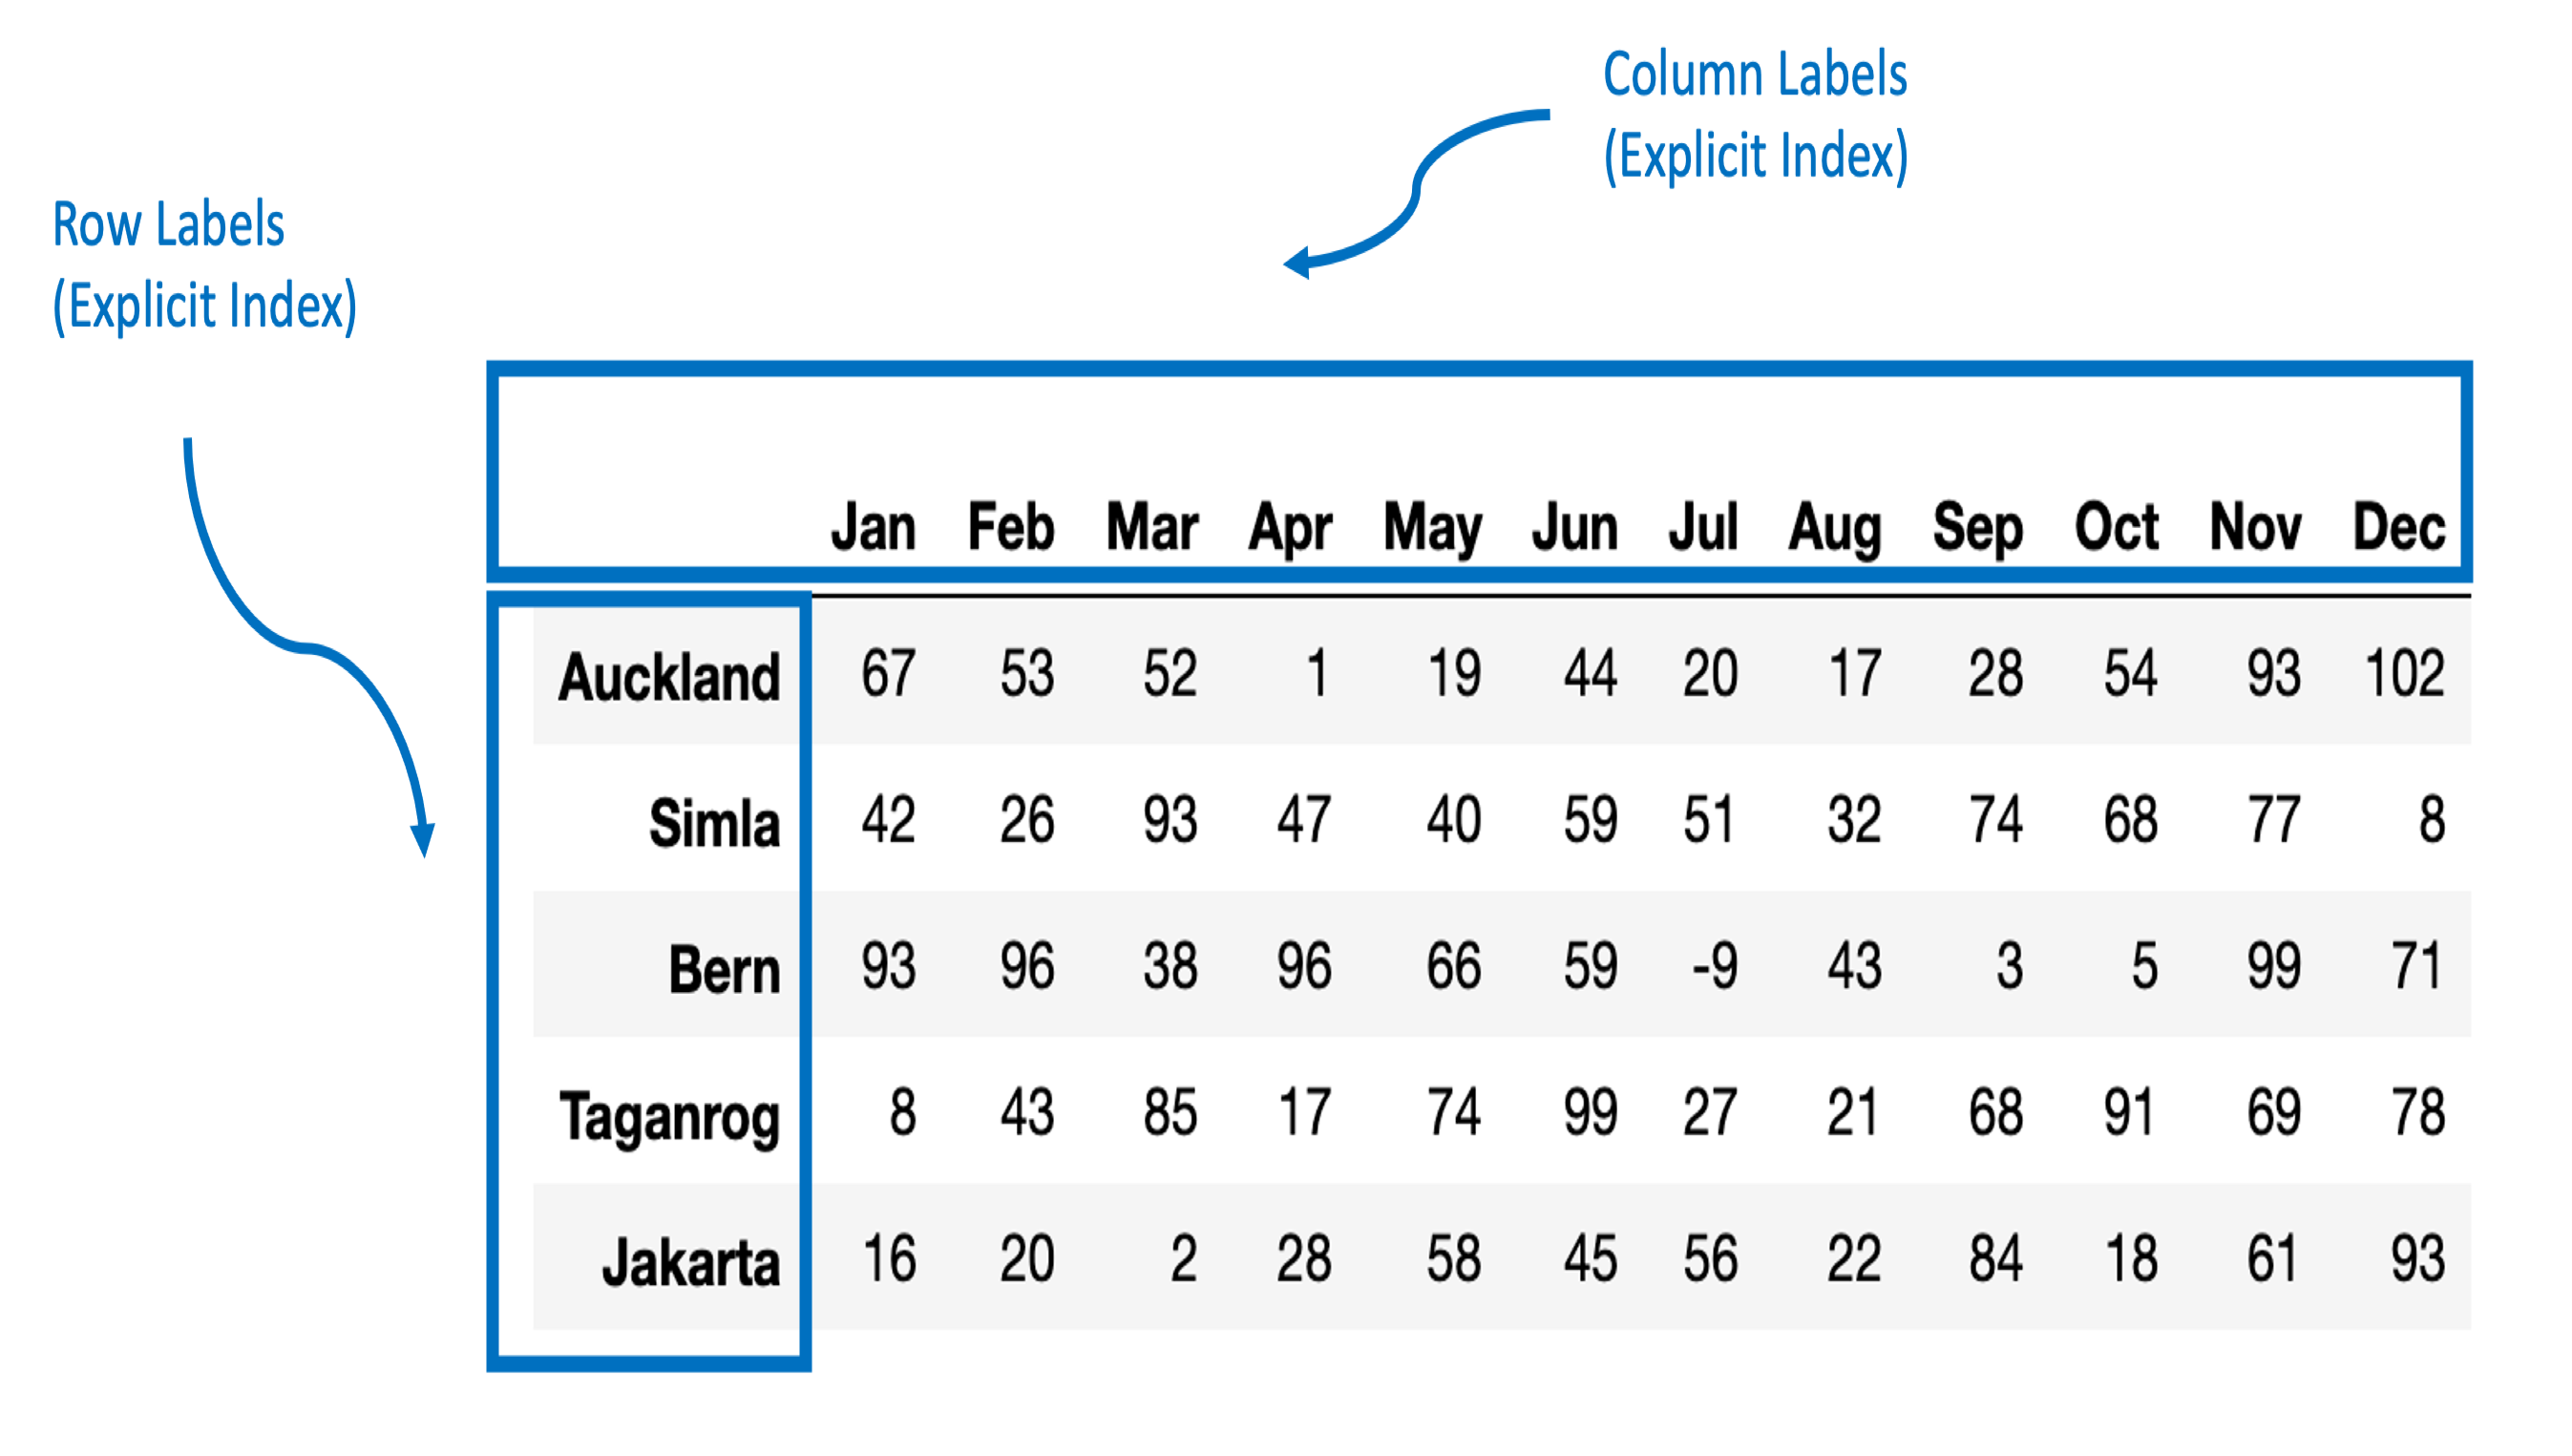 Column Labels
(Explicit Index)
Row Labels
(Explicit Index)
Jan Feb Mar Apr May Jun Jul Aug Sep Oct Nov Dec
Auckland 67 53 52 1 19 44 20 17 28 54 93 102
Simla 42 26 93 47 40 59 51 32 74 68 77 8
Bern 93 96 38 96 66 59 -9 43 3 5 99 71
Taganrog 8 43 85 17 74 99 27 21 68 91 69 78
Jakarta 16 20 2 28 58 45 56 22 84 18 61 93